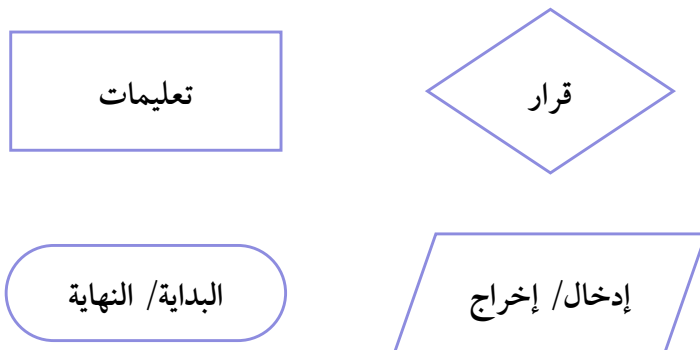 قرار
تعليمات
إدخال/ إخراج
البداية/ النهاية